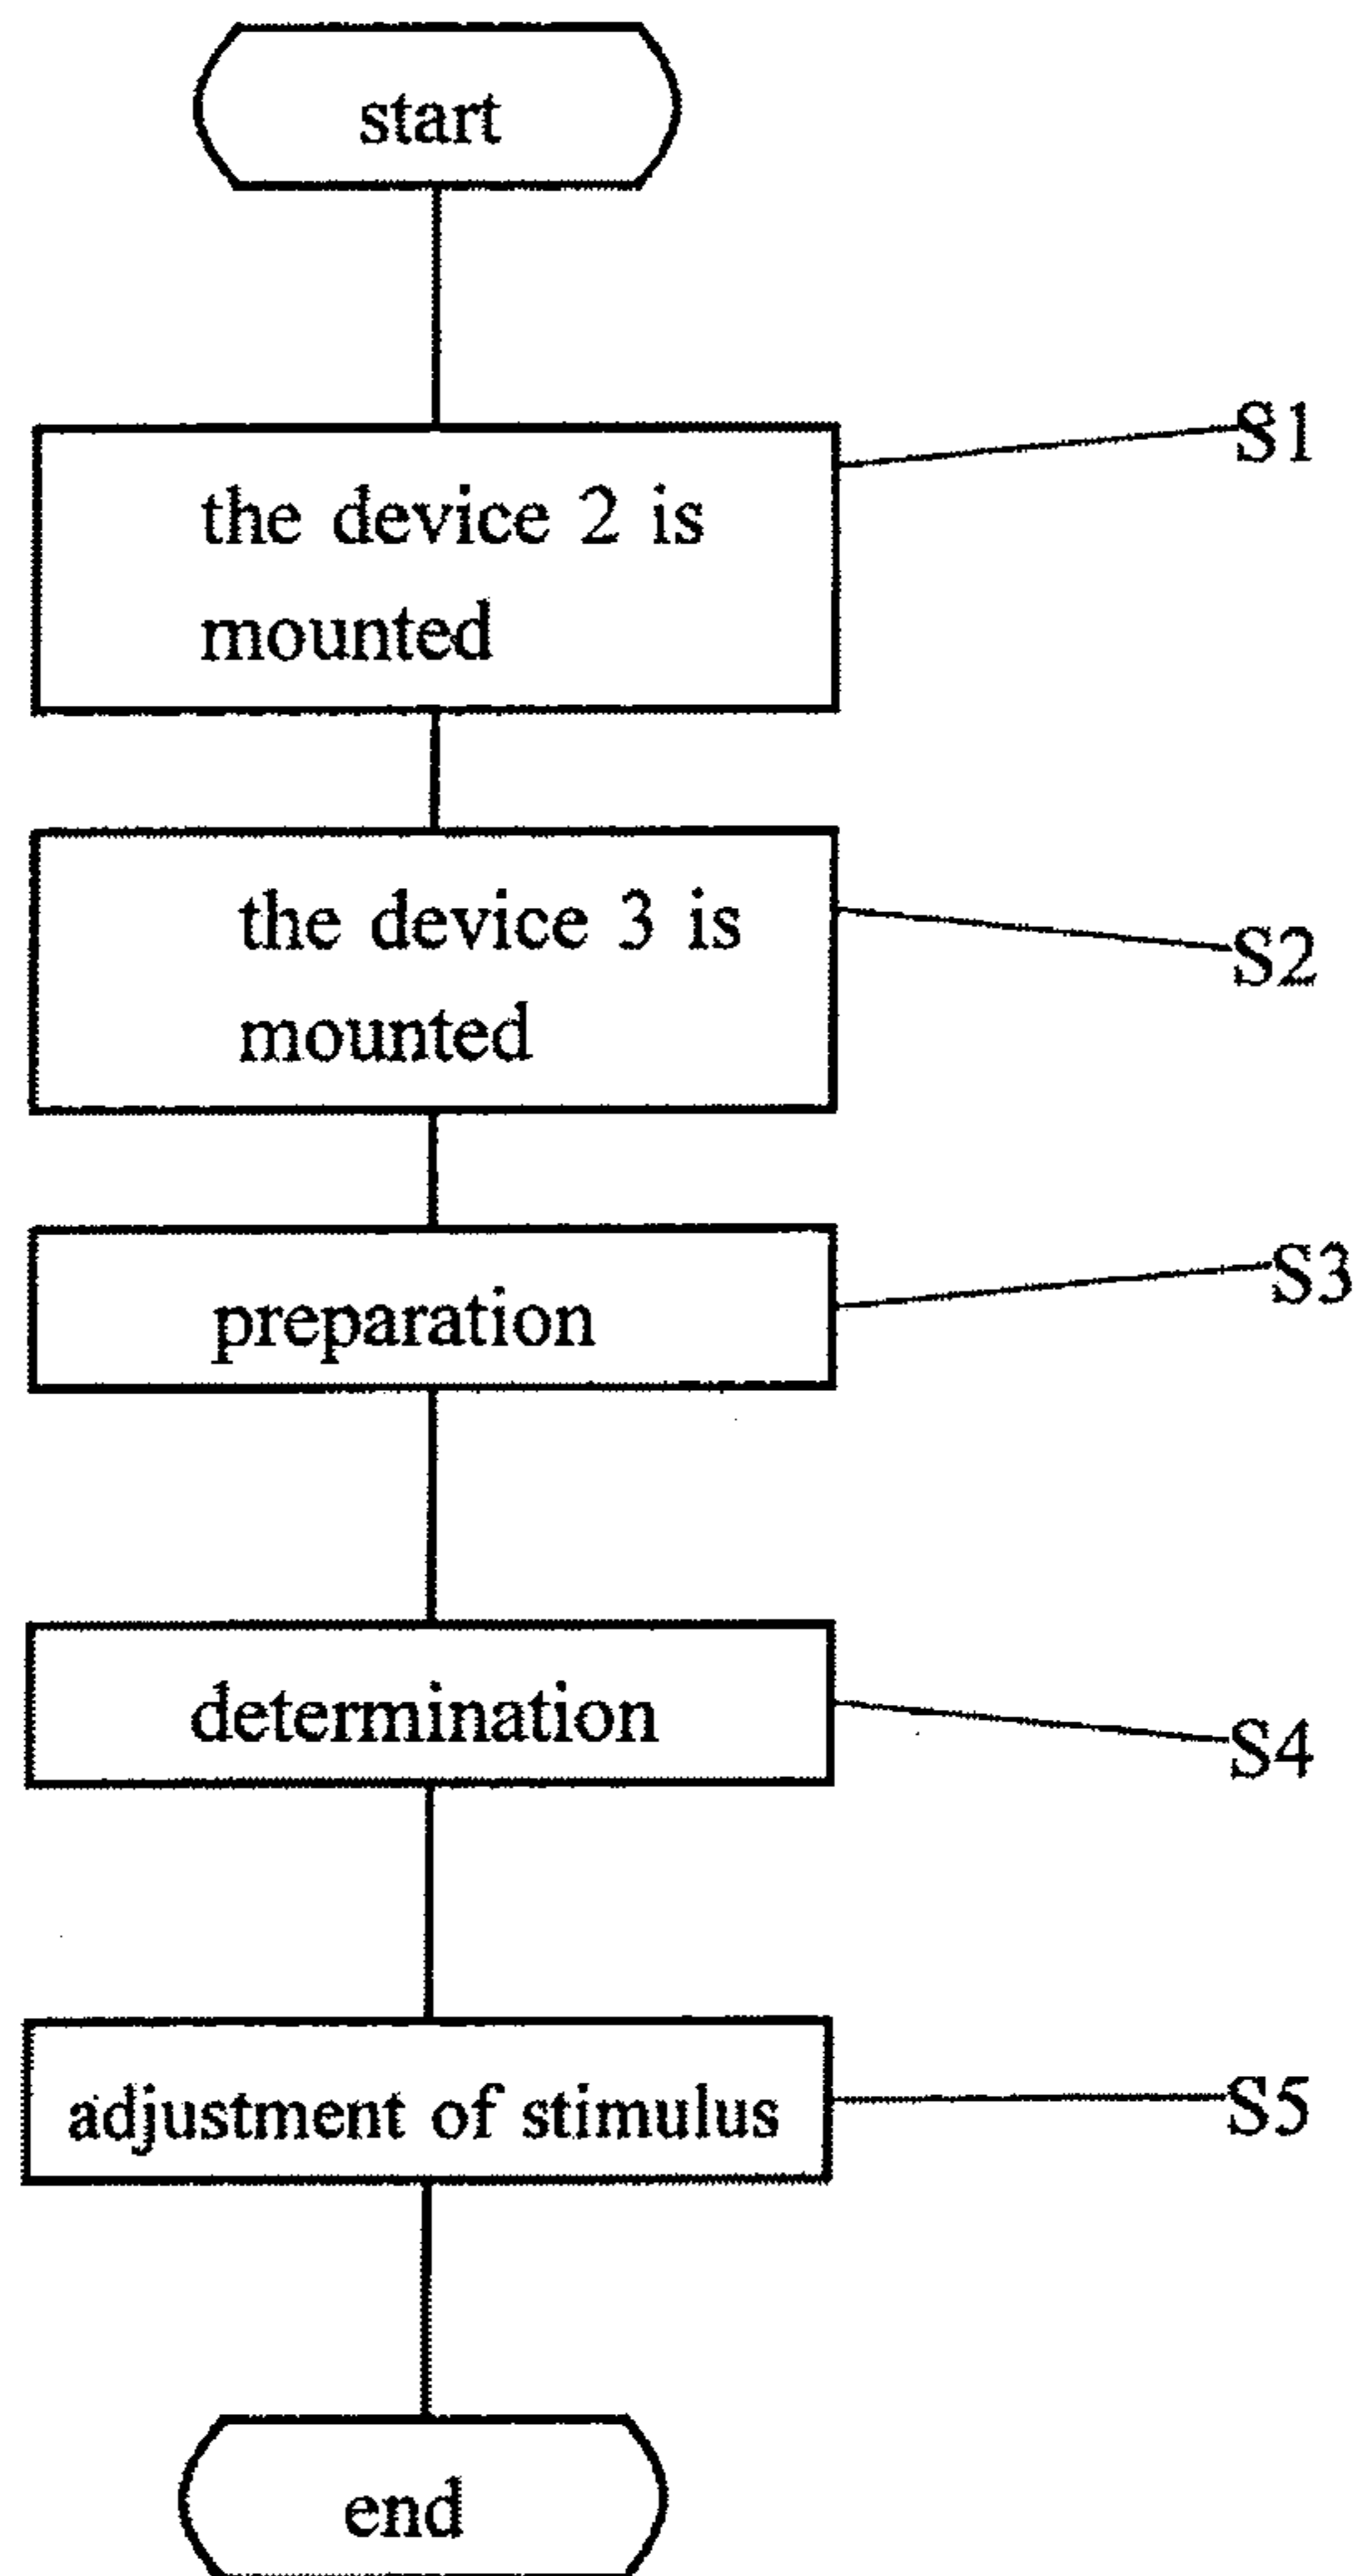 start
S1
the device 2 is
mounted
the device 3 is
S2
mounted
S3
preparation
determination
S4
adjustment of stimulus
S5
end